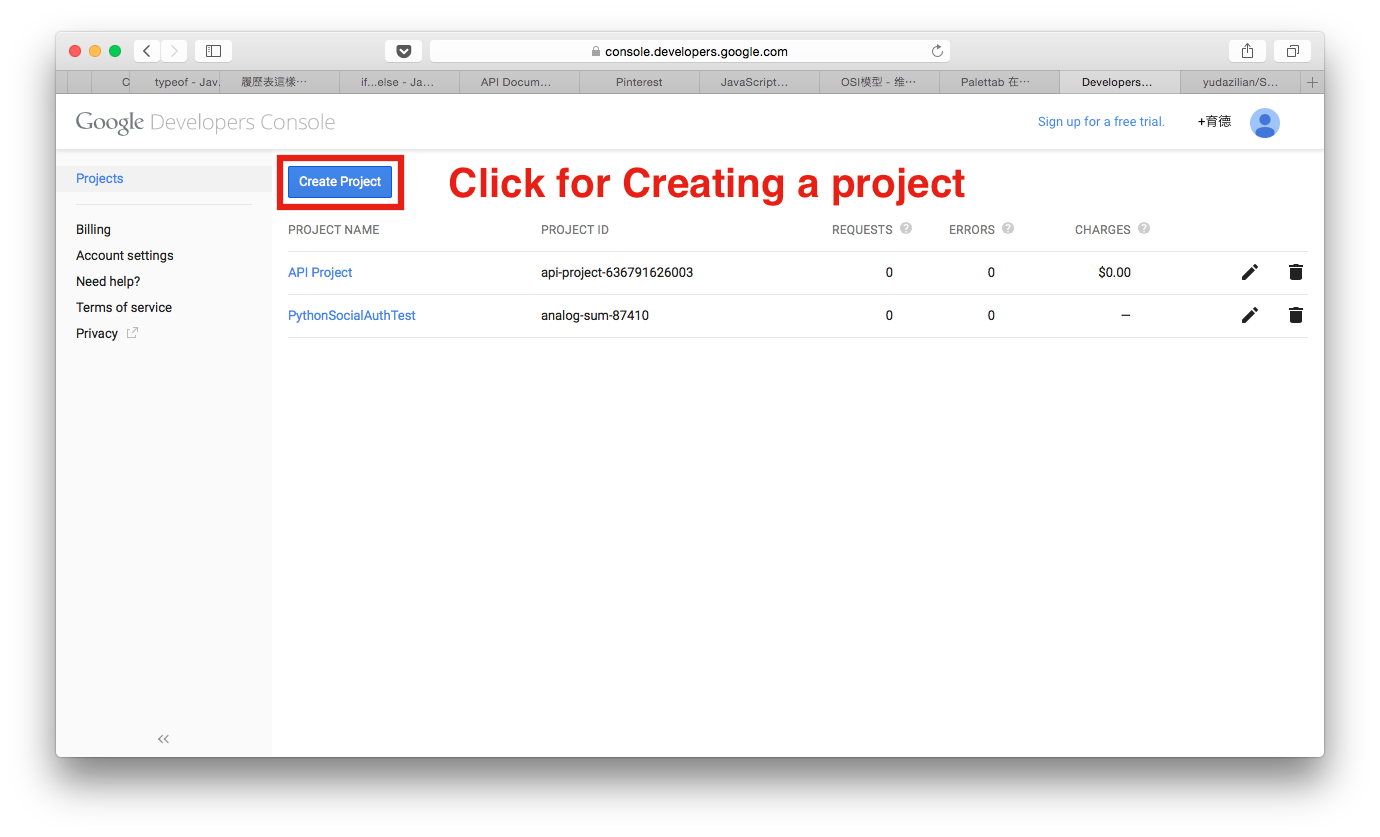 console.developers.google.com
C
typeof - Jav
履歷表這樣…
if...else - Ja…
API Docum…
Pinterest
JavaScript…
OSI模型 - 維…
Palettab 在…
Developers…
yudazilian/S…
Google Developers Console
Sign up for a free trial.
+育德
Projects
Create Project
Click for Creating a project
Billing
Account settings
Need help?
Terms of service
Privacy
PROJECT NAME PROJECT ID REQUESTS ? ERRORS ? CHARGES ?
API Project api-project-636791626003 0 0 $0.00
PythonSocialAuthTest analog-sum-87410 0 0 —